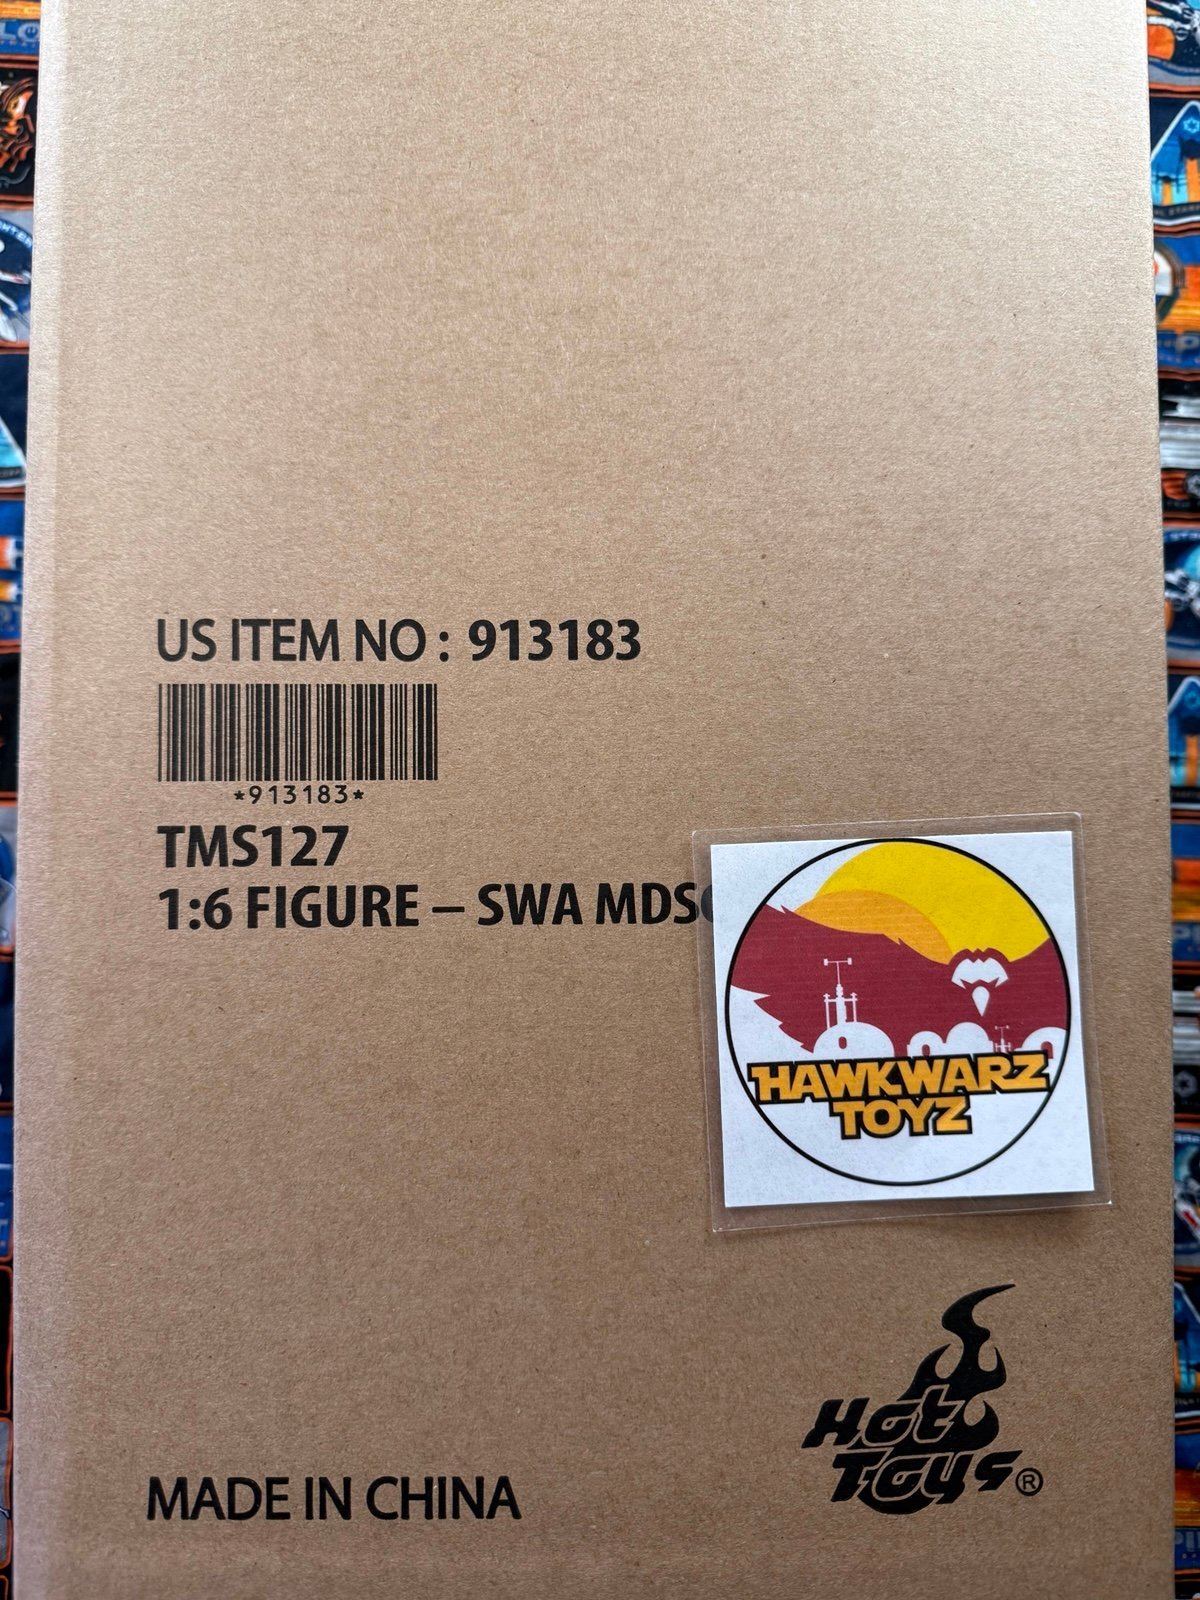 US ITEM NO : 913183
*913183*
TMS127
1:6 FIGURE – SWA MDS
HAWKWARZ
TOYZ
Hot
Toys®
MADE IN CHINA